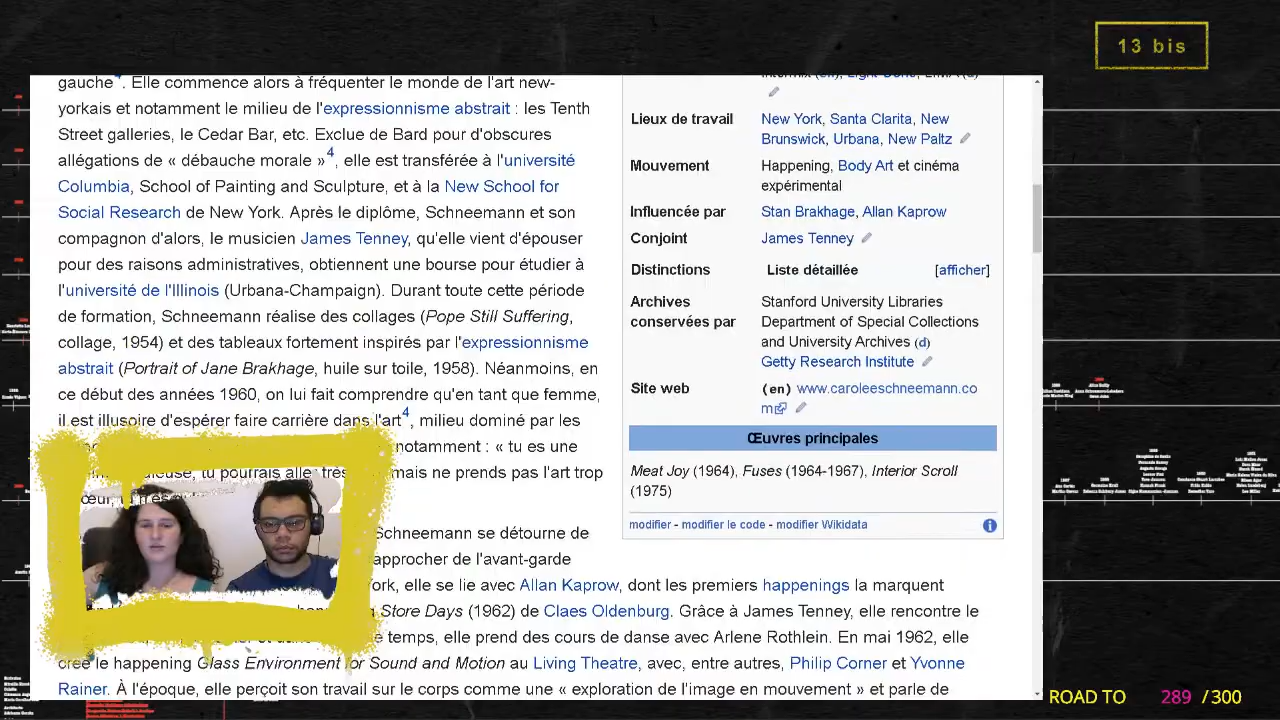 13 bis
gauche4. Elle commence alors à fréquenter le monde de l'art new-
yorkais et notamment le milieu de l'expressionnisme abstrait : les Tenth
Street galleries, le Cedar Bar, etc. Exclue de Bard pour d'obscures
allégations de « débauche morale »4, elle est transférée à l'université
Columbia, School of Painting and Sculpture, et à la New School for
Social Research de New York. Après le diplôme, Schneemann et son
compagnon d'alors, le musicien James Tenney, qu'elle vient d'épouser
pour des raisons administratives, obtiennent une bourse pour étudier à
l'université de l'Illinois (Urbana-Champaign). Durant toute cette période
de formation, Schneemann réalise des collages (Pope Still Suffering,
collage, 1954) et des tableaux fortement inspirés par l'expressionnisme
abstrait (Portrait of Jane Brakhage, huile sur toile, 1958). Néanmoins, en
ce début des années 1960, on lui fait qu'en tant que femme,
il est illusoire d'espérer faire carrière dans l'art4, milieu dominé par les
notamment : « tu es une
tu pourrais mais prends pas l'art trop
Schneemann se détourne de
approcher de l'avant-garde
elle se lie avec Allan Kaprow, dont les premiers happenings la marquent
Store Days (1962) de Claes Oldenburg. Grâce à James Tenney, elle rencontre le
temps, elle prend des cours de danse avec Arlene Rothlein. En mai 1962, elle
crée le happening Glass Environment for Sound and Motion au Living Theatre, avec, entre autres, Philip Corner et Yvonne
Rainer. À l'époque, elle perçoit son travail sur le corps comme une « exploration de en mouvement » et parle de
Lieux de travail New York, Santa Clarita, New
Brunswick, Urbana, New Paltz
Mouvement Happening, Body Art et cinéma
expérimental
Influencée par Stan Brakhage, Allan Kaprow
Conjoint James Tenney
Distinctions Liste détaillée [afficher]
Archives Stanford University Libraries
conservées par Department of Special Collections
and University Archives (d)
Getty Research Institute
Site web (en) www.caroleeschneemann.co
m
Œuvres principales
Meat Joy (1964), Fuses (1964-1967), Interior Scroll
(1975)
modifier - modifier le code - modifier Wikidata
ROAD TO 289 / 300